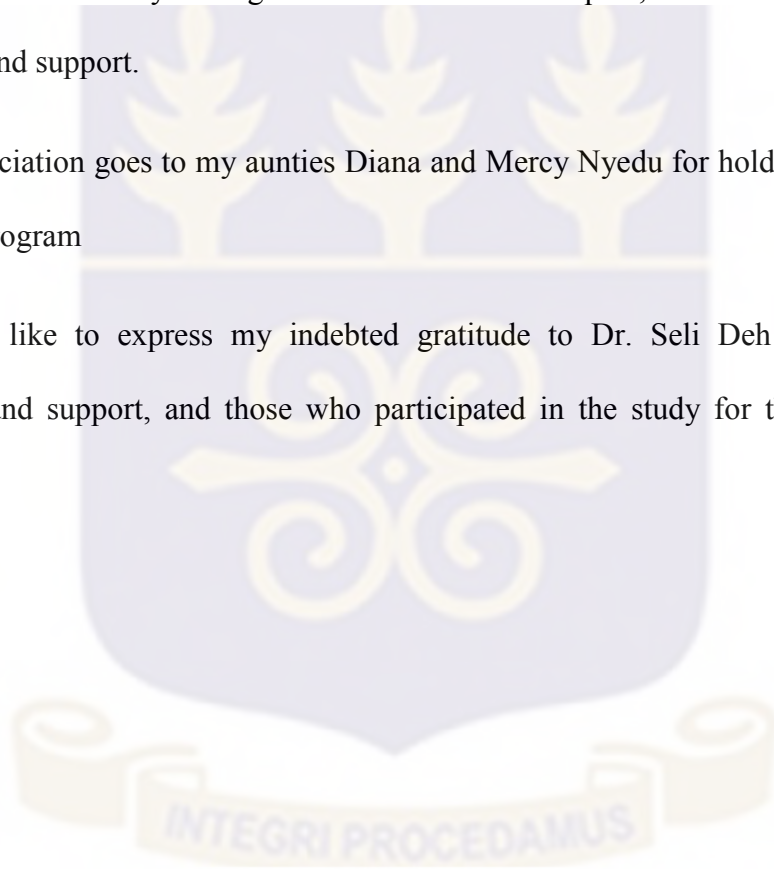 nd support.
ciation goes to my aunties Diana and Mercy Nyedu for hold
ogram
like to express my indebted gratitude to Dr. Seli Deh
und support, and those who participated in the study for t
INTEGRI PROCEDAMUS